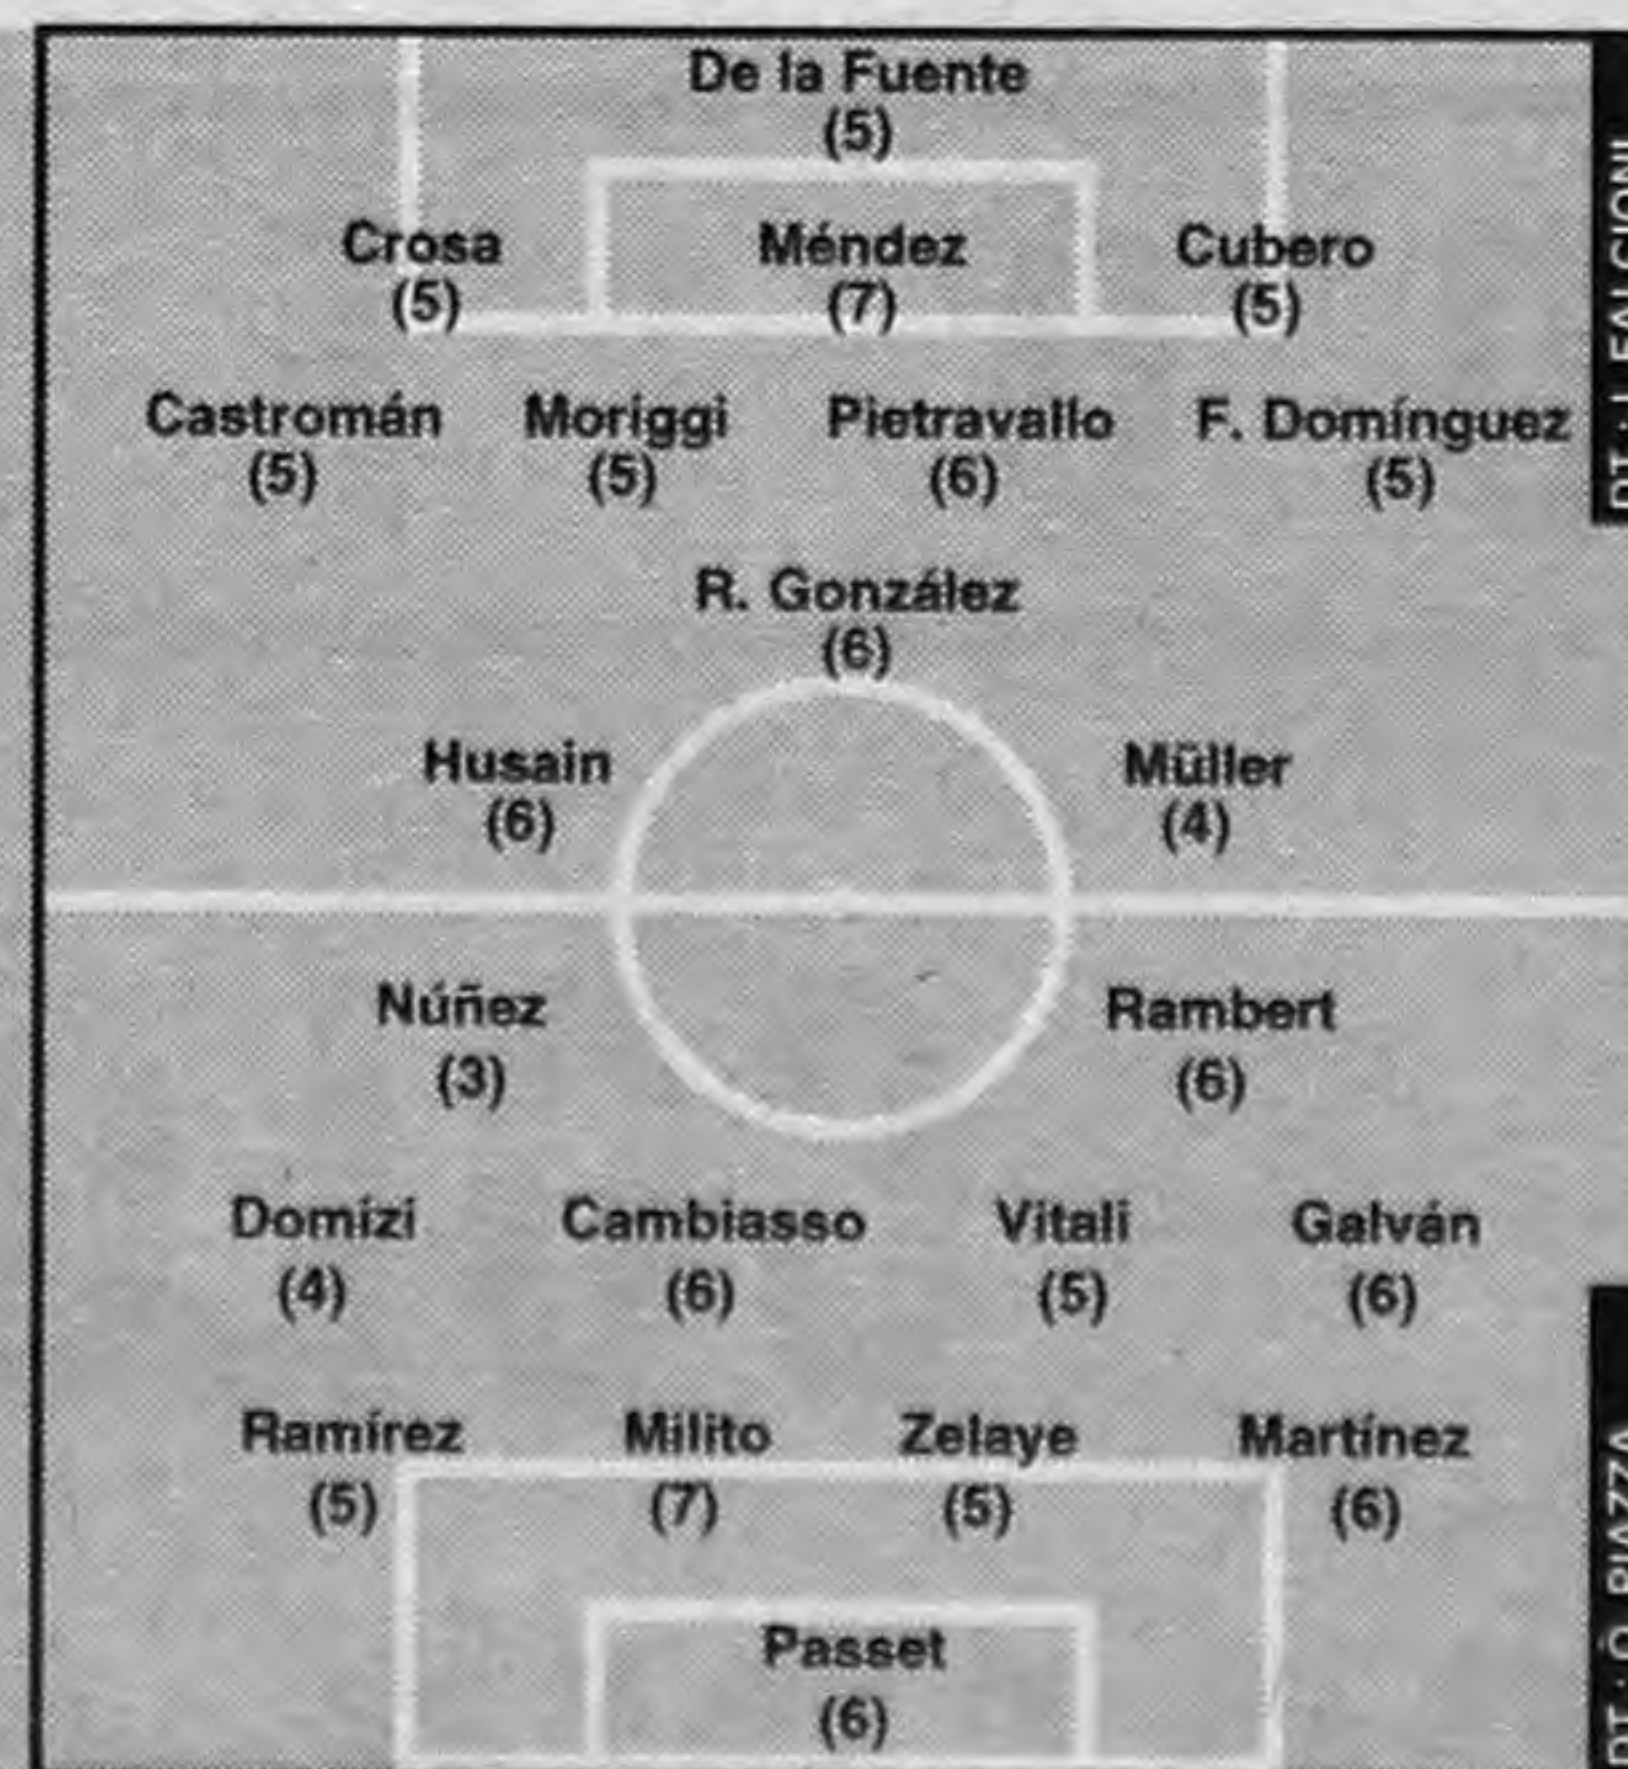 De la Fuente
(5)
Crosa Méndez Cubero
(5) (7) (5)
Castromán Moriggi Pietravallo F. Domínguez
(5) (5) (6) (5)
R. González
(6)
Husain Müller
(6) (4)
Núñez Rambert
(3) (6)
Domizi Cambiasso Vitali Galván
(4) (6) (5) (6)
Ramírez Milito Zelaye Martínez
(5) (7) (5) (6)
Passet
(6)